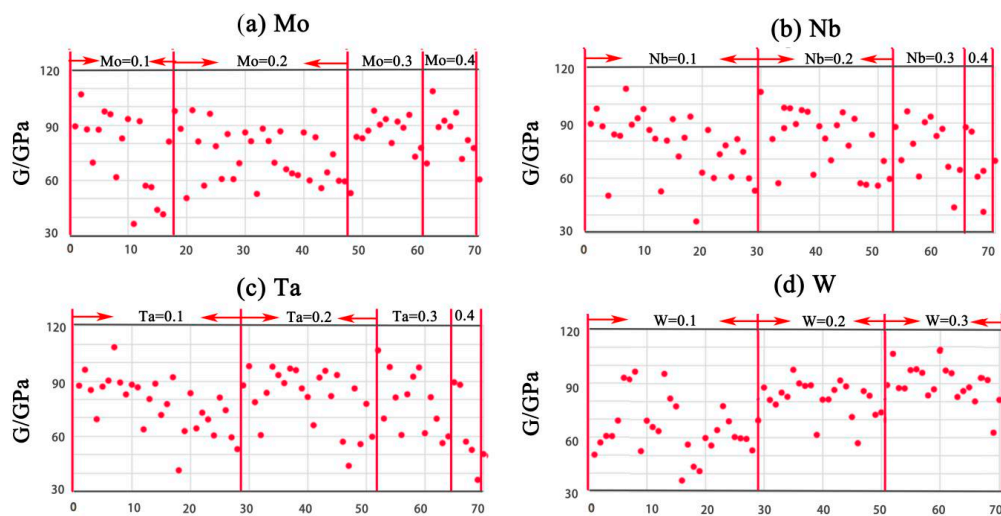 (a) Mo
Mo=0.1 Mo=0.2 Mo=0.3 Mo=0.4
120
90
60
30
G/GPa
0 10 20 30 40 50 60 70
(b) Nb
Nb=0.1 Nb=0.2 Nb=0.3 0.4
120
90
60
30
G/GPa
0 10 20 30 40 50 60 70
(c) Ta
Ta=0.1 Ta=0.2 Ta=0.3 0.4
120
90
60
30
G/GPa
0 10 20 30 40 50 60 70
(d) W
W=0.1 W=0.2 W=0.3
120
90
60
30
G/GPa
0 10 20 30 40 50 60 70